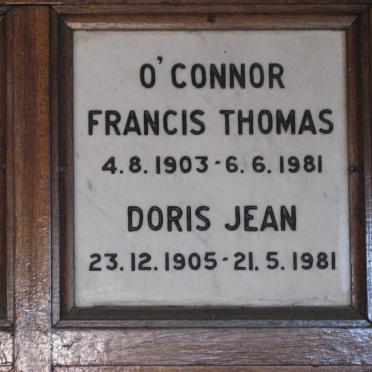 O'CONNOR
FRANCIS THOMAS
4.8.1903-6.6.1981
DORIS JEAN
23.12.1905-21.5.1981